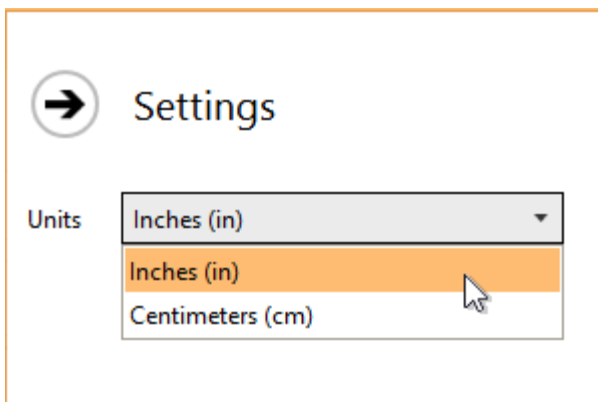 Settings
Units Inches (in)
Inches (in)
Centimeters (cm)